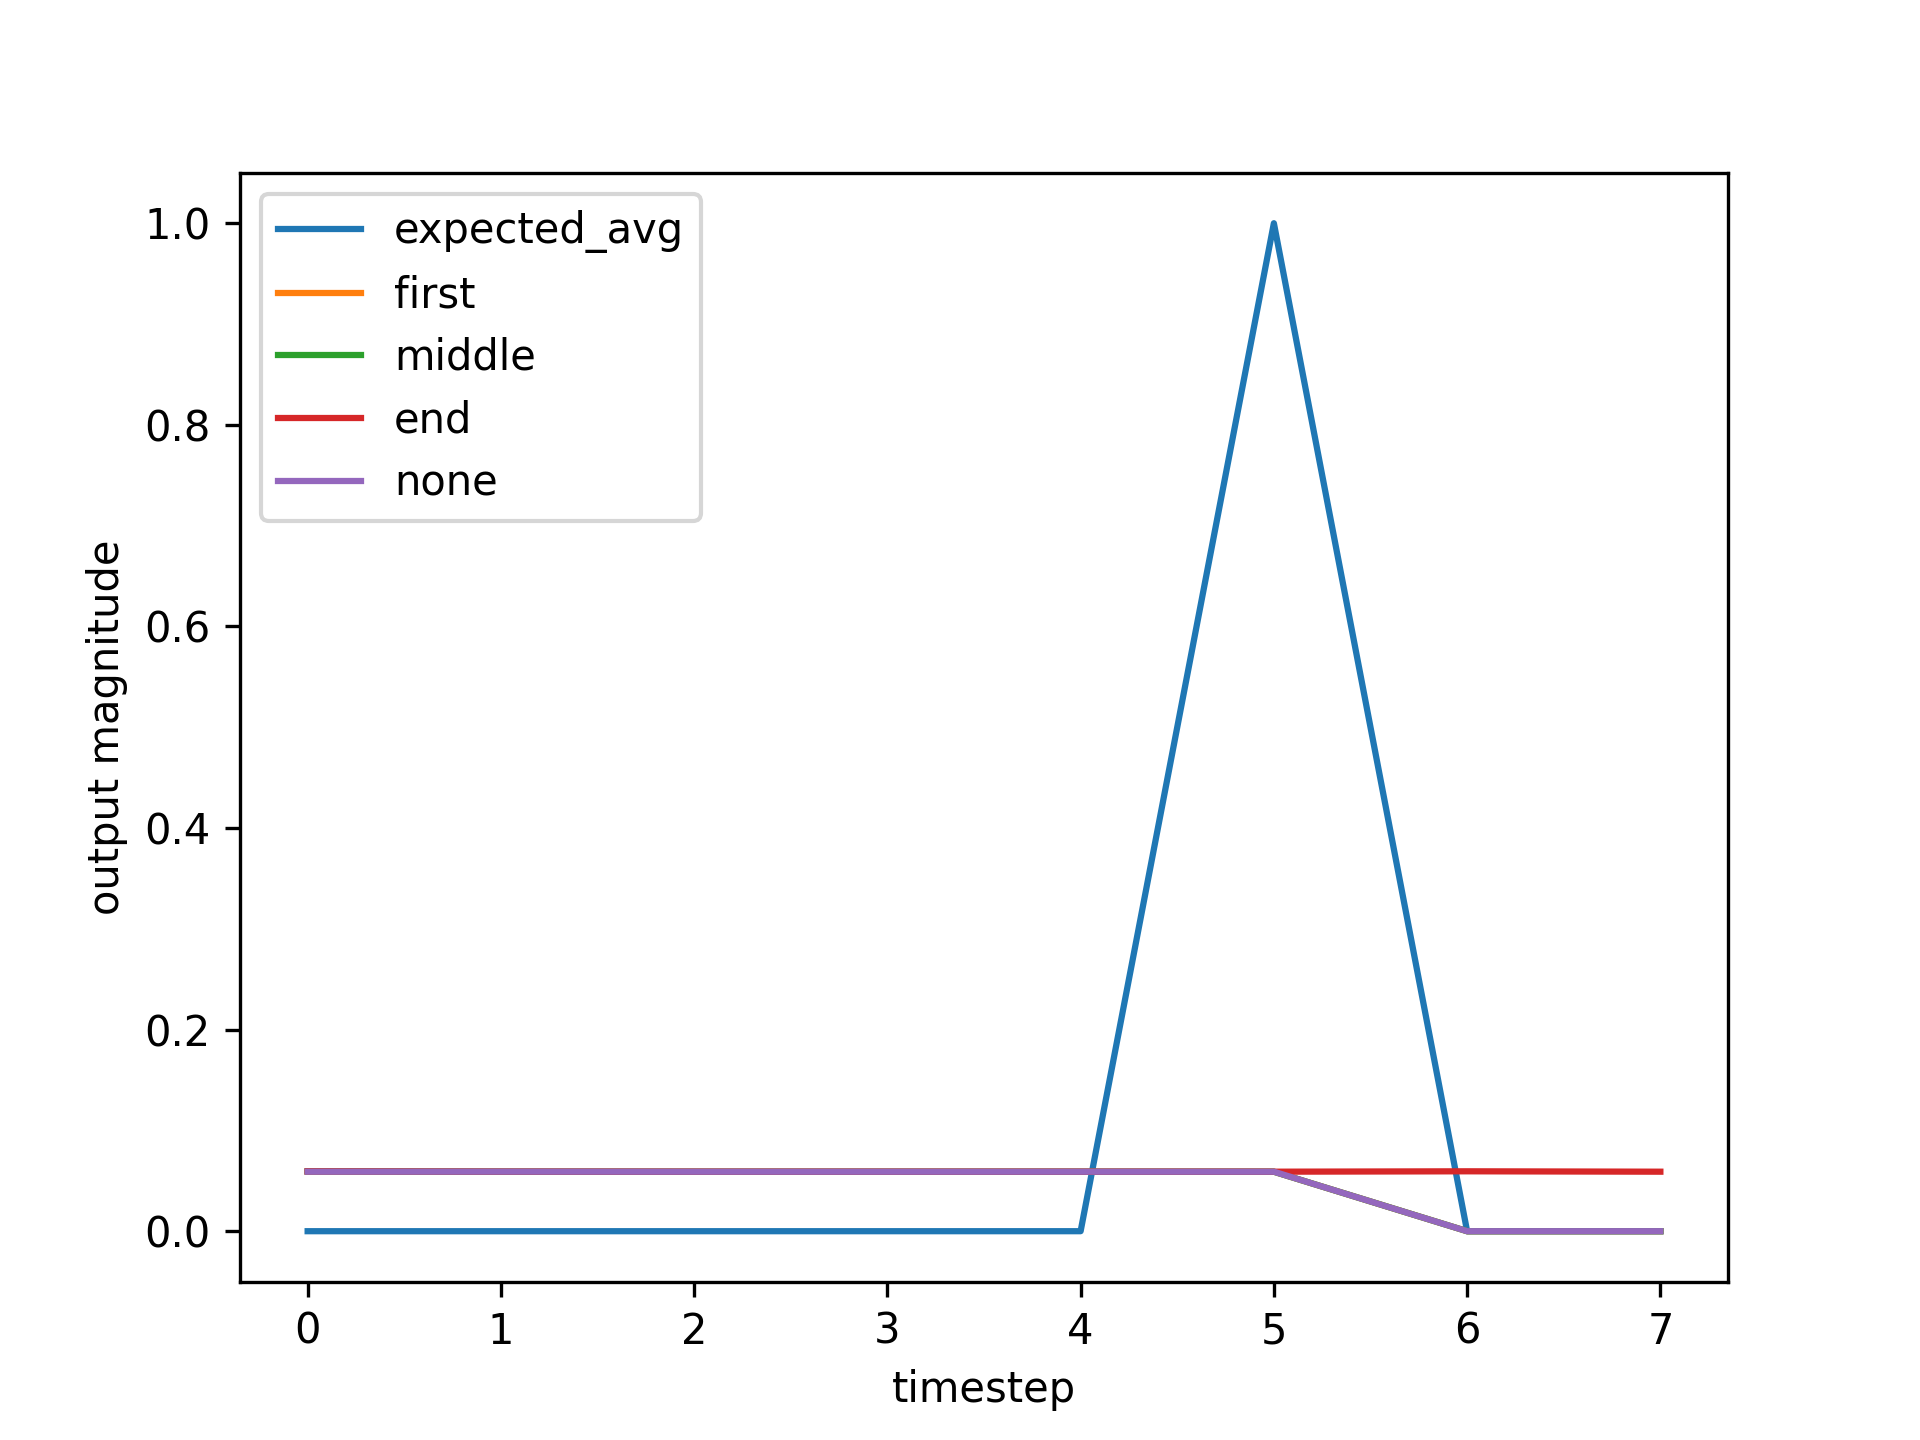 expected_avg
first
middle
end
none
output magnitude
1.0
0.8
0.6
0.4
0.2
0.0
0 1 2 3 4 5 6 7
timestep